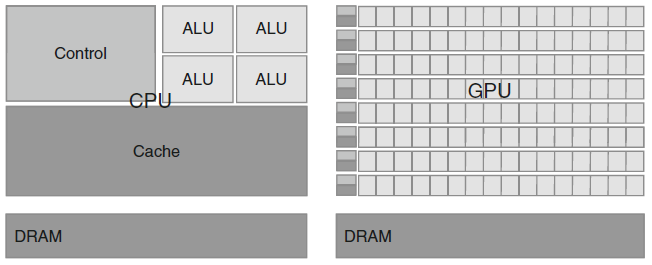 Control
ALU ALU
ALU ALU
CPU
Cache
DRAM
GPU
DRAM